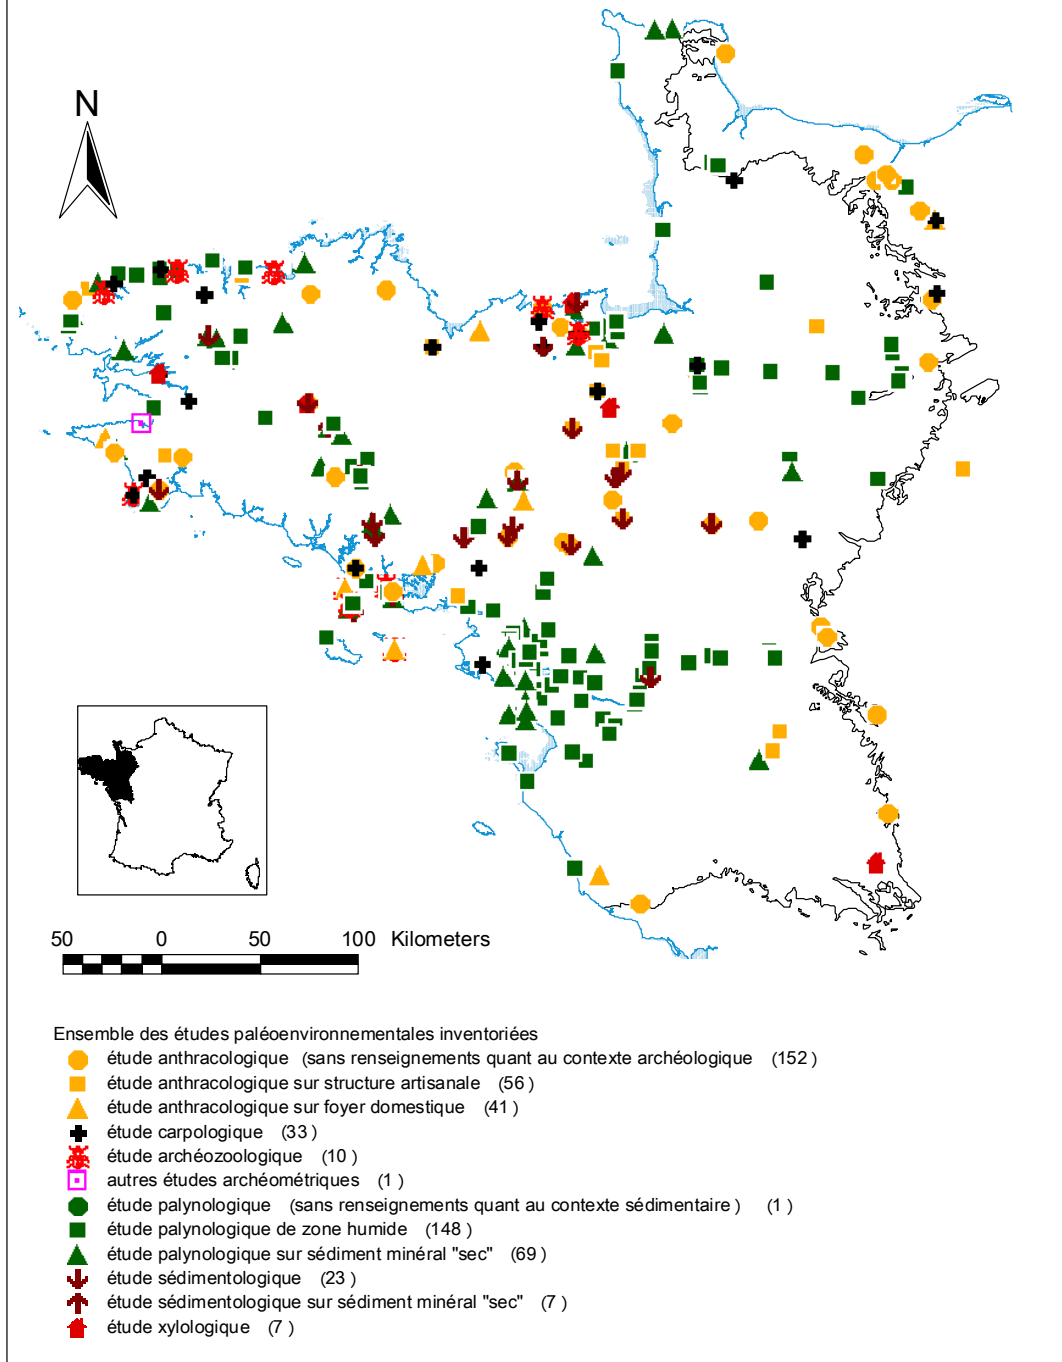 N
50 0 50 100 Kilometers
Ensemble des études paléoenvironnementales inventoriées
étude anthracologique (sans renseignements quant au contexte archéologique (152 )
étude anthracologique sur structure artisanale (56 )
étude anthracologique sur foyer domestique (41 )
étude carpologique (33 )
étude archéozoologique (10 )
autres études archéométriques (1 )
étude palynologique (sans renseignements quant au contexte sédimentaire ) (1 )
étude palynologique de zone humide (148 )
étude palynologique sur sédiment minéral "sec" (69 )
étude sédimentologique (23 )
étude sédimentologique sur sédiment minéral "sec" (7 )
étude xylologique (7 )